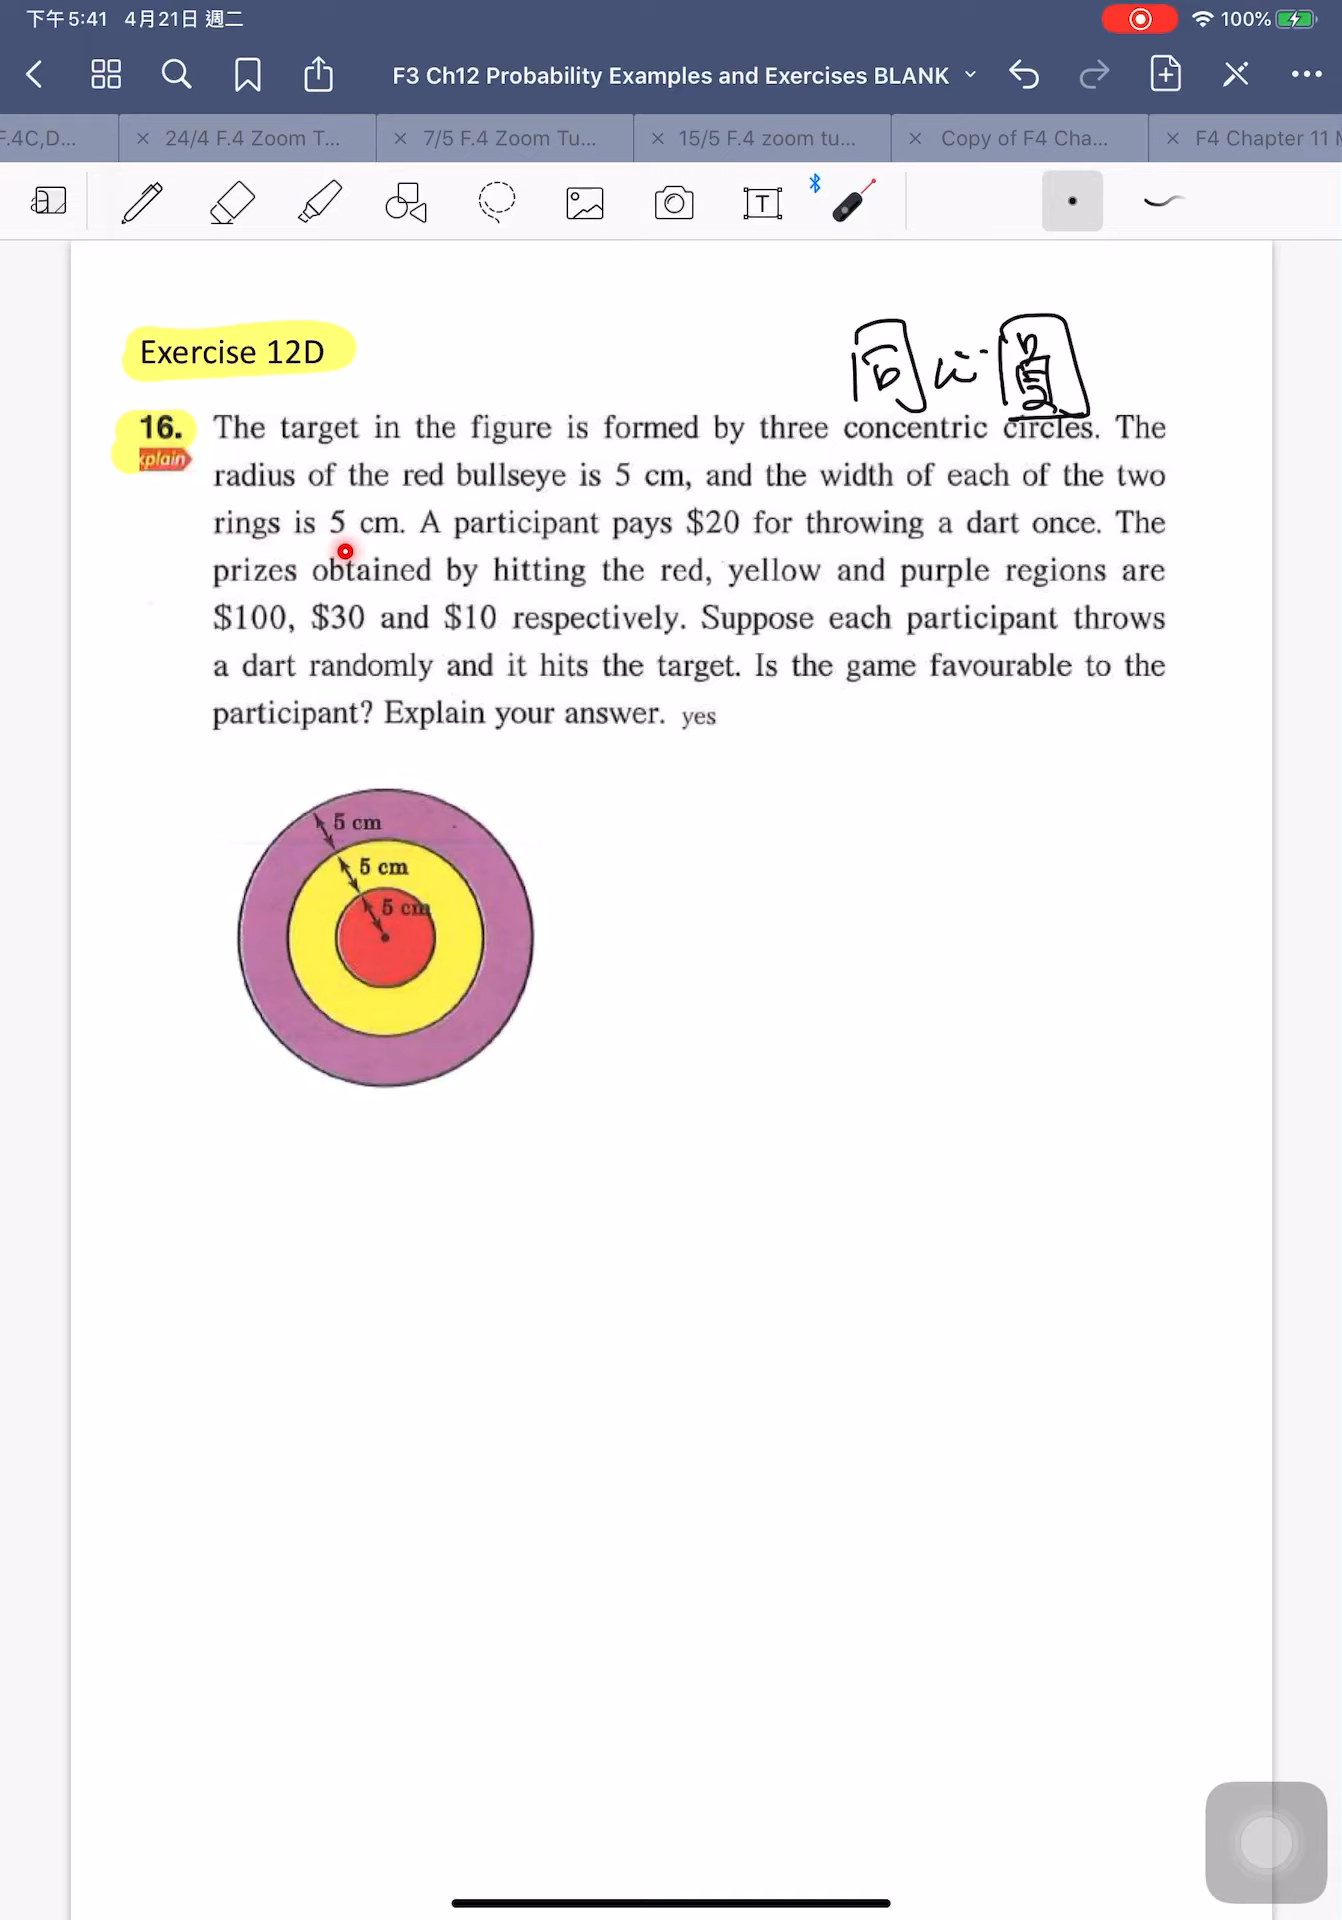 下午5:41 4月21日 週二
100%
F3 Ch12 Probability Examples and Exercises BLANK
F.4C,D...
24/4 F.4 Zoom T...
7/5 F.4 Zoom Tu...
15/5 F.4 zoom tu...
Copy of F4 Cha...
F4 Chapter 11 M
Exercise 12D
同心圓
16. The target in the figure is formed by three concentric circles. The
xplain radius of the red bullseye is 5 cm, and the width of each of the two
rings is 5 cm. A participant pays $20 for throwing a dart once. The
prizes obtained by hitting the red, yellow and purple regions are
$100, $30 and $10 respectively. Suppose each participant throws
a dart randomly and it hits the target. Is the game favourable to the
participant? Explain your answer. yes
5 cm
5 cm
5 cm